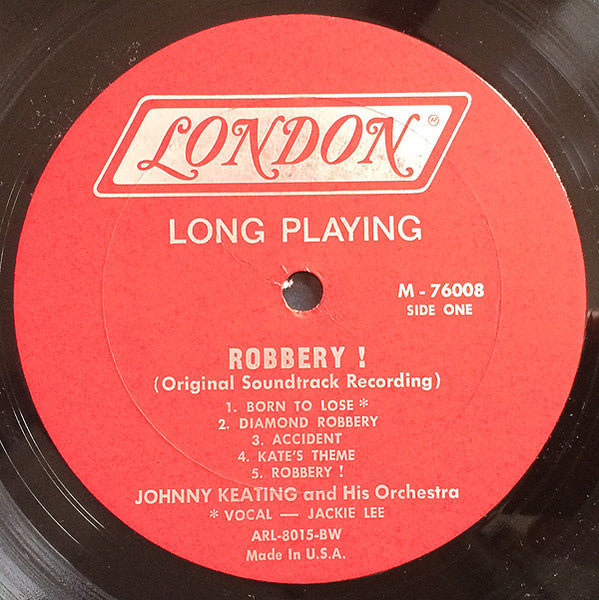 LONDON®
LONG PLAYING
M - 76008
SIDE ONE
ROBBERY !
(Original Soundtrack Recording)
1. BORN TO LOSE *
2. DIAMOND ROBBERY
3. ACCIDENT
4. KATE'S THEME
5. ROBBERY !
JOHNNY KEATING and His Orchestra
* VOCAL — JACKIE LEE
ARL-8015-BW
Made In U.S.A.